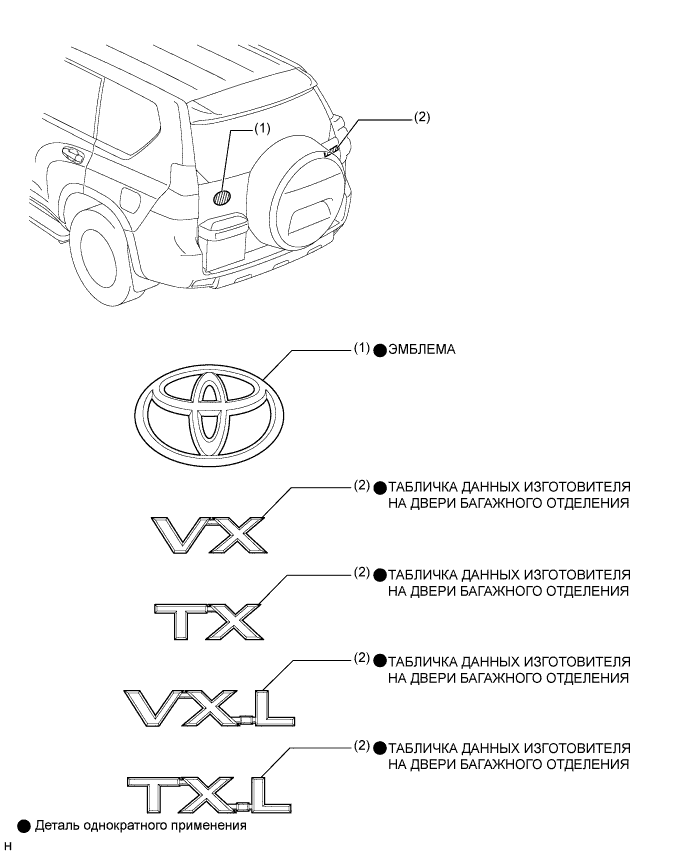 (1)
(2)
(1) ● ЭМБЛЕМА
(2) ● ТАБЛИЧКА ДАННЫХ ИЗГОТОВИТЕЛЯ
НА ДВЕРИ БАГАЖНОГО ОТДЕЛЕНИЯ
VX
(2) ● ТАБЛИЧКА ДАННЫХ ИЗГОТОВИТЕЛЯ
НА ДВЕРИ БАГАЖНОГО ОТДЕЛЕНИЯ
TX
(2) ● ТАБЛИЧКА ДАННЫХ ИЗГОТОВИТЕЛЯ
НА ДВЕРИ БАГАЖНОГО ОТДЕЛЕНИЯ
VX.L
(2) ● ТАБЛИЧКА ДАННЫХ ИЗГОТОВИТЕЛЯ
НА ДВЕРИ БАГАЖНОГО ОТДЕЛЕНИЯ
TX.L
● Деталь однократного применения
H